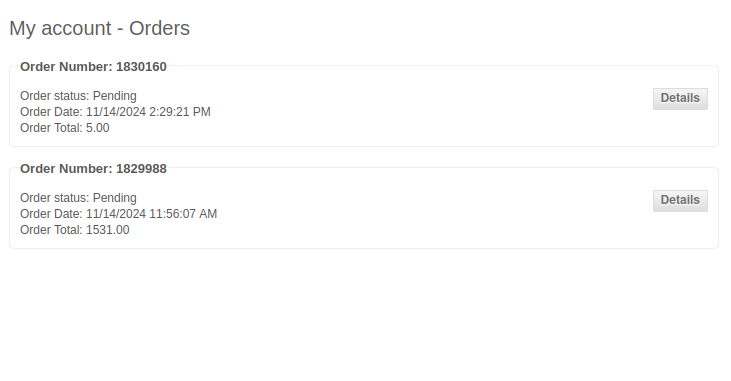 My account - Orders
Order Number: 1830160
Order status: Pending
Details
Order Date: 11/14/2024 2:29:21 PM
Order Total: 5.00
Order Number: 1829988
Order status: Pending
Details
Order Date: 11/14/2024 11:56:07 AM
Order Total: 1531.00